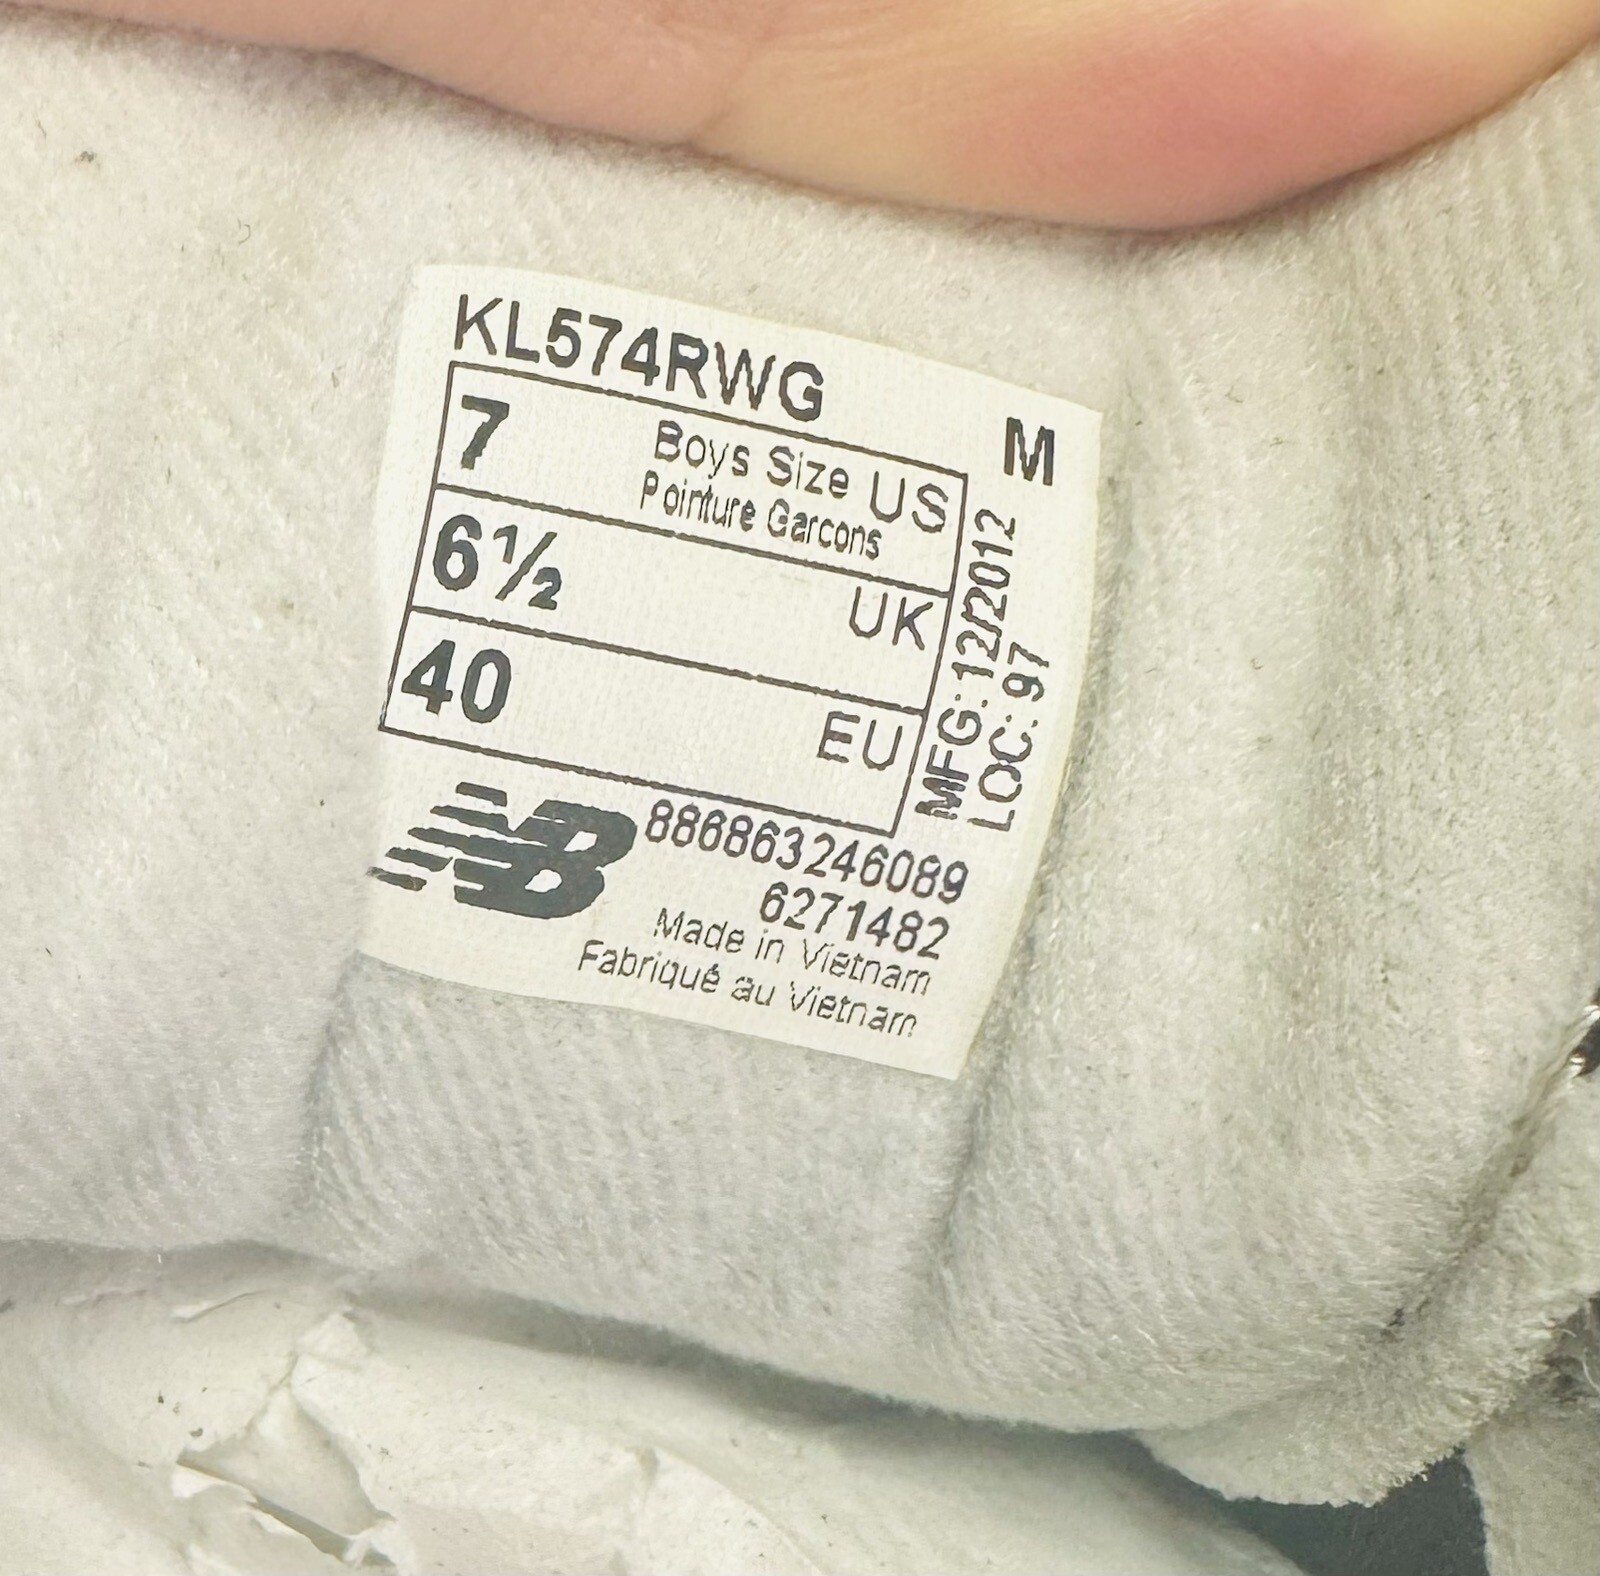 KL574RWG
M
7 Boys Size US
Pointure Garcons
6½ UK
40 EU
MFG: 12/2012
LOC: 97
NB
886863246089
6271482
Made in Vietnam
Fabriqué au Vietnam